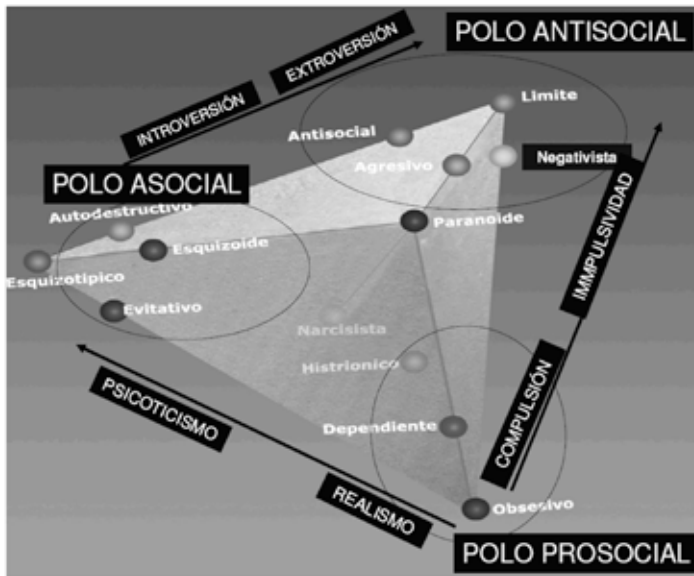 POLO ANTISOCIAL
EXTROVERSIÓN
INTROVERSIÓN
Limite
Antisocial
Negativista
Agresivo
POLO ASOCIAL
Autodestructivo
Paranoide
Esquizoide
Esquizotipico
IMMPULSIVIDAD
Evitativo
Narcisista
Histrionico
PSICOTICISMO
COMPULSIÓN
Dependiente
REALISMO
Obsesivo
POLO PROSOCIAL